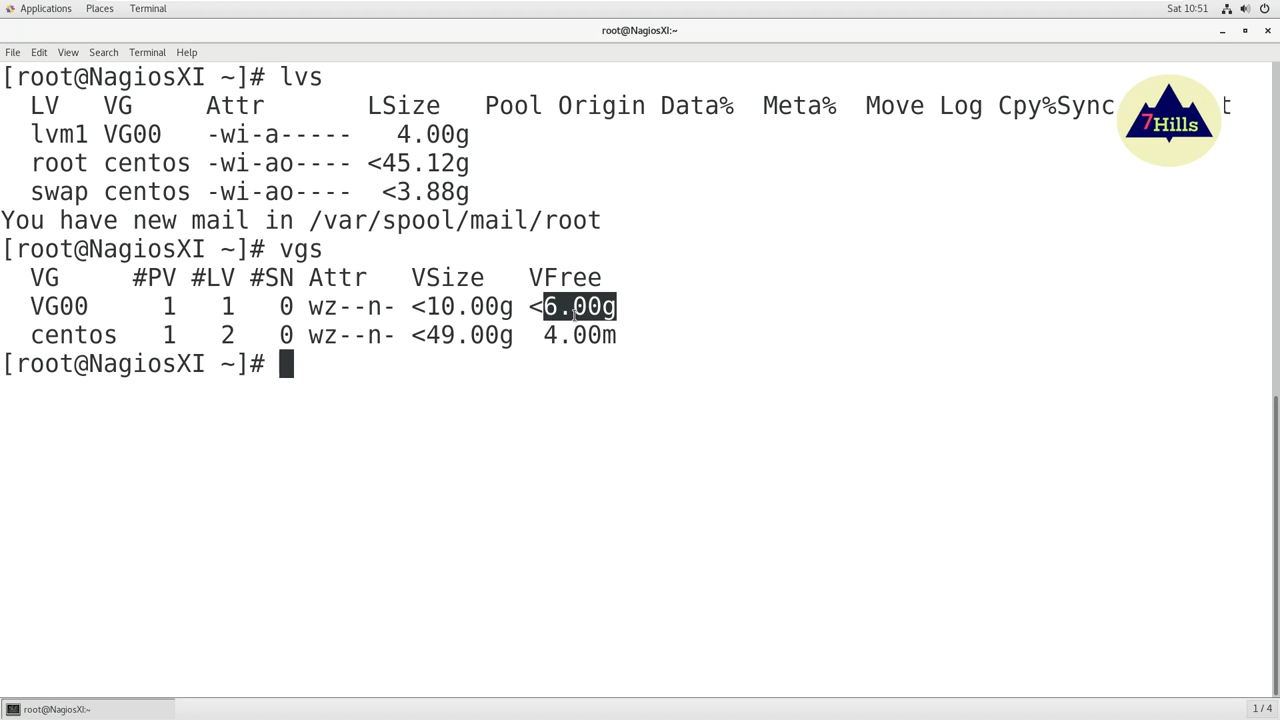 Applications Places Terminal Sat 10:51
root@NagiosXI:~
File Edit View Search Terminal Help
[root@NagiosXI ~]# lvs
LV VG Attr LSize Pool Origin Data% Meta% Move Log Cpy%Sync t
lvm1 VG00 -wi-a----- 4.00g
root centos -wi-ao---- <45.12g
swap centos -wi-ao---- <3.88g
You have new mail in /var/spool/mail/root
[root@NagiosXI ~]# vgs
VG #PV #LV #SN Attr VSize VFree
VG00 1 1 0 wz--n- <10.00g <6.00g
centos 1 2 0 wz--n- <49.00g 4.00m
[root@NagiosXI ~]#
7Hills
root@NagiosXI:~ 1 / 4